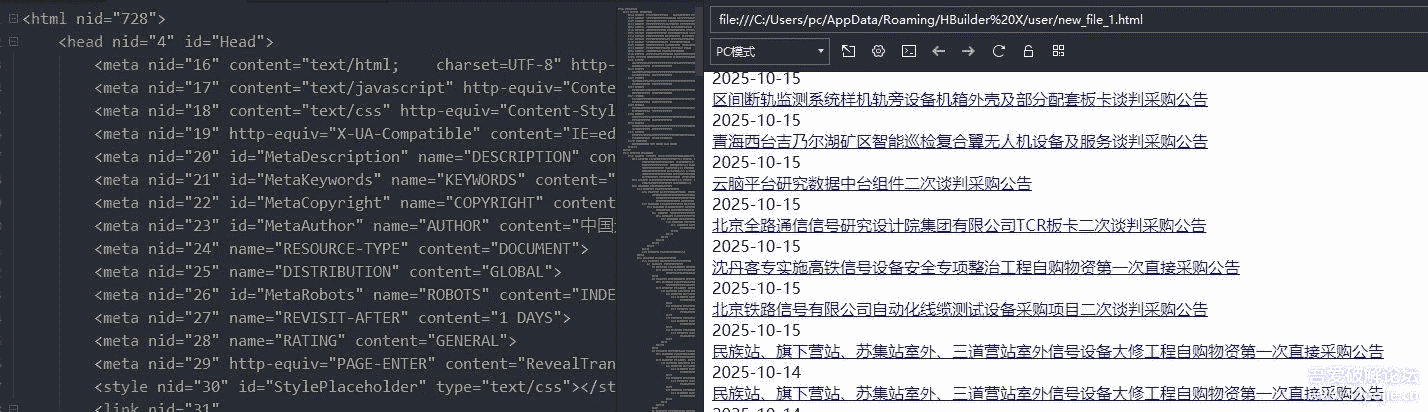 <html nid="728">
<head nid="4" id="Head">
<meta nid="16" content="text/html;    charset=UTF-8" http-
<meta nid="17" content="text/javascript" http-equiv="Conte
<meta nid="18" content="text/css" http-equiv="Content-Styl
<meta nid="19" http-equiv="X-UA-Compatible" content="IE=ed
<meta nid="20" id="MetaDescription" name="DESCRIPTION" con
<meta nid="21" id="MetaKeywords" name="KEYWORDS" content="
<meta nid="22" id="MetaCopyright" name="COPYRIGHT" content
<meta nid="23" id="MetaAuthor" name="AUTHOR" content="中国
<meta nid="24" name="RESOURCE-TYPE" content="DOCUMENT">
<meta nid="25" name="DISTRIBUTION" content="GLOBAL">
<meta nid="26" id="MetaRobots" name="ROBOTS" content="INDE
<meta nid="27" name="REVISIT-AFTER" content="1 DAYS">
<meta nid="28" name="RATING" content="GENERAL">
<meta nid="29" http-equiv="PAGE-ENTER" content="RevealTran
<style nid="30" id="StylePlaceholder" type="text/css"></st
<link nid="31"
file:///C:/Users/pc/AppData/Roaming/HBuilder%20X/user/new_file_1.html
PC模式
2025-10-15
区间断轨监测系统样机轨旁设备机箱外壳及部分配套板卡谈判采购公告
2025-10-15
青海西台吉乃尔湖矿区智能巡检复合翼无人机设备及服务谈判采购公告
2025-10-15
云脑平台研究数据中台组件二次谈判采购公告
2025-10-15
北京全路通信信号研究设计院集团有限公司TCR板卡二次谈判采购公告
2025-10-15
沈丹客专实施高铁信号设备安全专项整治工程自购物资第一次直接采购公告
2025-10-15
北京铁路信号有限公司自动化线缆测试设备采购项目二次谈判采购公告
2025-10-15
民族站、旗下营站、苏集站室外、三道营站室外信号设备大修工程自购物资第一次直接采购公告
2025-10-14
民族站、旗下营站、苏集站室外、三道营站室外信号设备大修工程自购物资第一次直接采购公告
2025-10-14
吾爱破解论坛